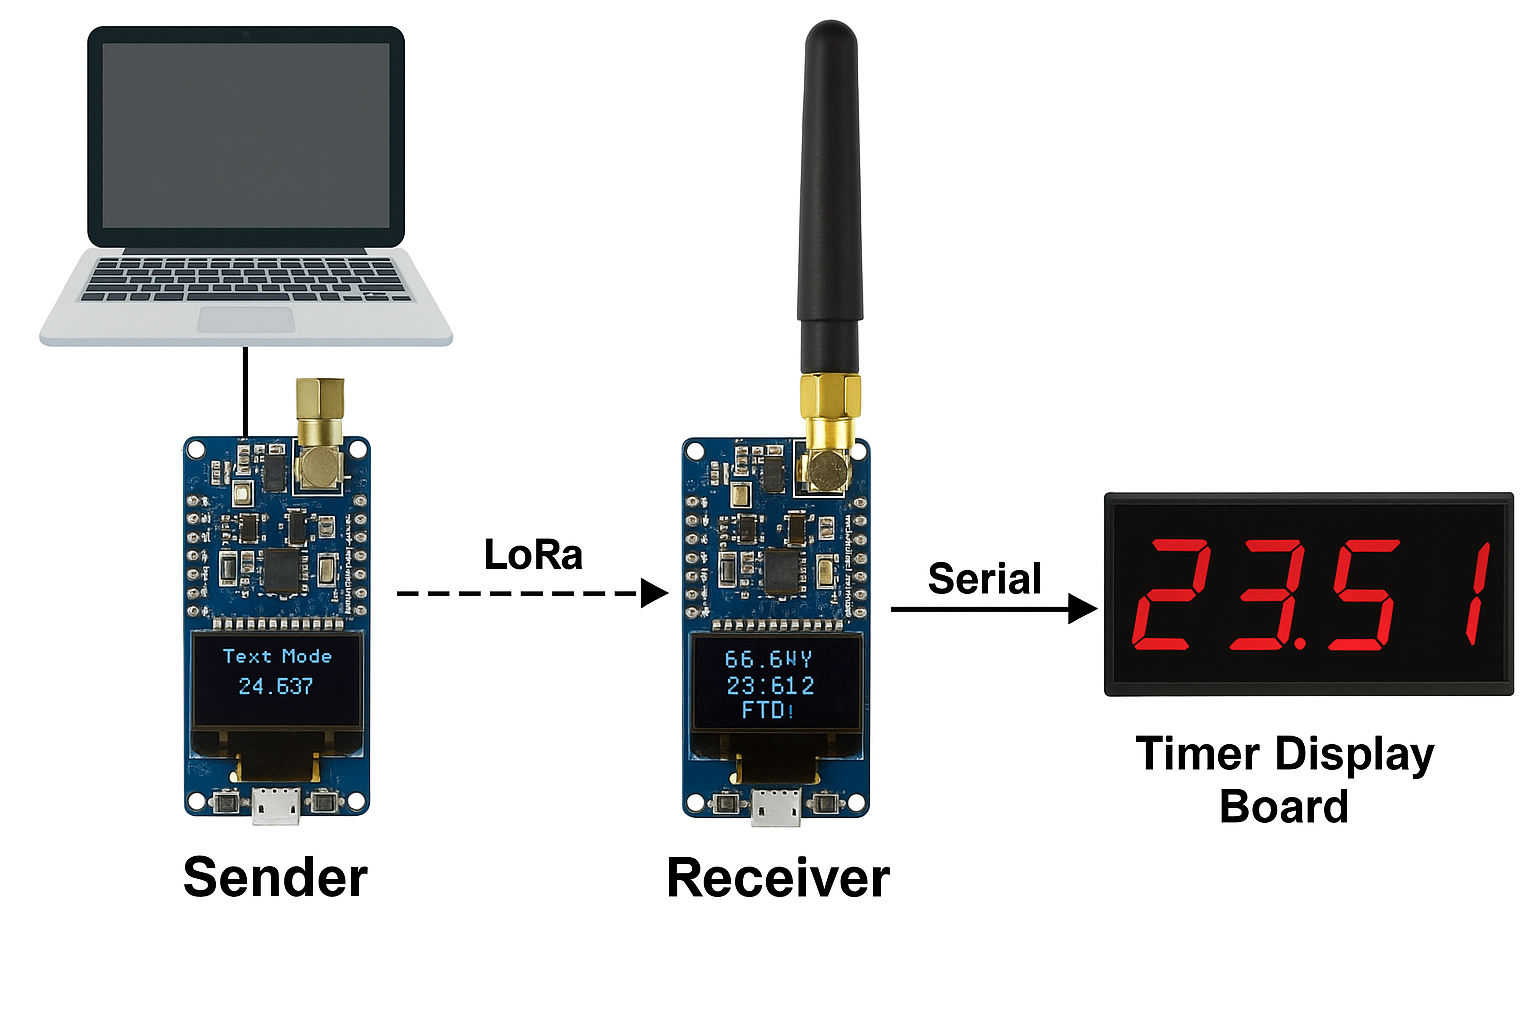 LoRa
Serial
Text Mode
24.637
66.6WY
23:612
FTD!
23.51
Timer Display
Board
Sender
Receiver